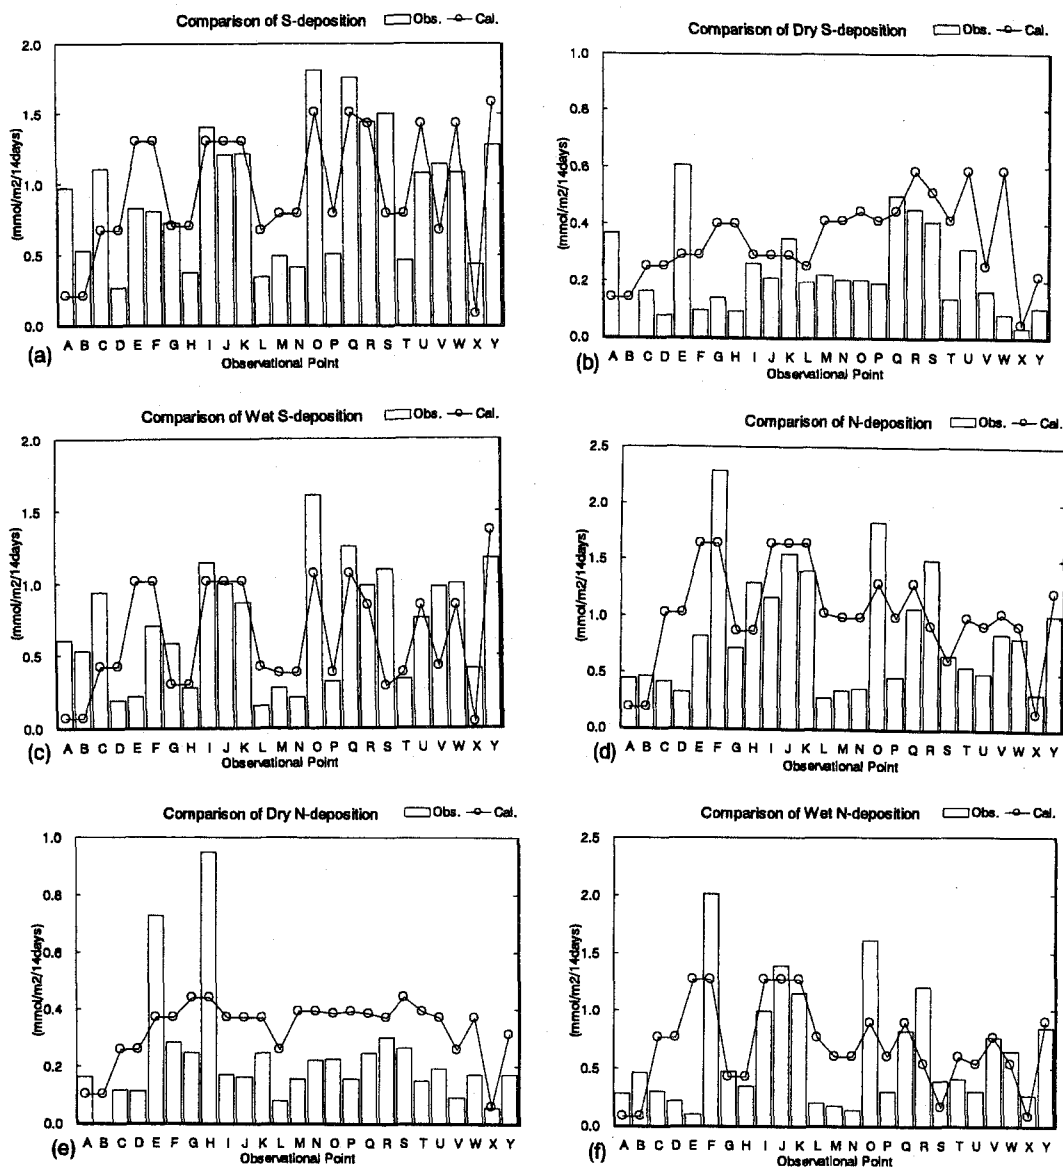 Comparison of S-deposition Obs. Cal.
(mmol/m2/14days)
2.0
1.5
1.0
0.5
0.0
A B C D E F G H I J K L M N O P Q R S T U V W X Y
(a)
Observational Point
Comparison of Dry S-deposition Obs. Cal.
(mmol/m2/14days)
1.0
0.8
0.6
0.4
0.2
0.0
A B C D E F G H I J K L M N O P Q R S T U V W X Y
(b)
Observational Point
Comparison of Wet S-deposition Obs. Cal.
(mmol/m2/14days)
2.0
1.5
1.0
0.5
0.0
A B C D E F G H I J K L M N O P Q R S T U V W X Y
(c)
Observational Point
Comparison of N-deposition Obs. Cal.
(mmol/m2/14days)
2.5
2.0
1.5
1.0
0.5
0.0
A B C D E F G H I J K L M N O P Q R S T U V W X Y
(d)
Observational Point
Comparison of Dry N-deposition Obs. Cal.
(mmol/m2/14days)
1.0
0.8
0.6
0.4
0.2
0.0
A B C D E F G H I J K L M N O P Q R S T U V W X Y
(e)
Observational Point
Comparison of Wet N-deposition Obs. Cal.
(mmol/m2/14days)
2.5
2.0
1.5
1.0
0.5
0.0
A B C D E F G H I J K L M N O P Q R S T U V W X Y
(f)
Observational Point